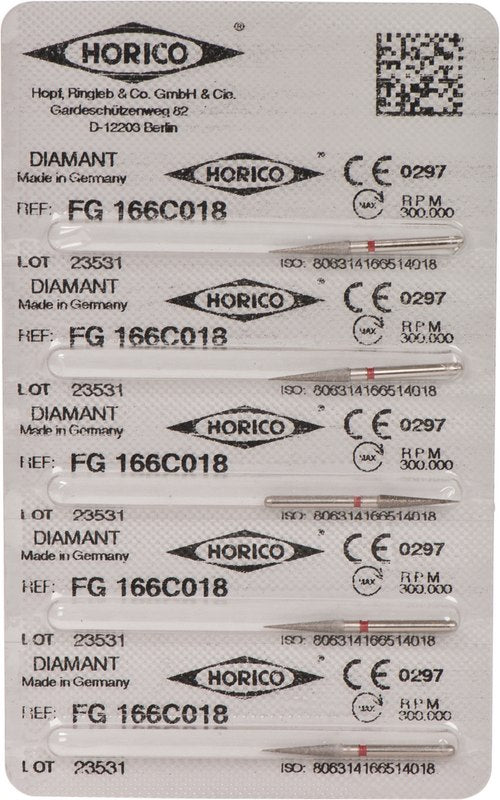 HORICO ®
Hopf, Ringleb & Co. GmbH & Cie.
Gardeschützenweg 82
D-12203 Berlin
DIAMANT HORICO ® CE 0297
Made in Germany
REF: FG 166C018 MAX RPM 300.000
LOT 23531 ISO: 806314166514018
DIAMANT HORICO ® CE 0297
Made in Germany
REF: FG 166C018 MAX RPM 300.000
LOT 23531 ISO: 806314166514018
DIAMANT HORICO ® CE 0297
Made in Germany
REF: FG 166C018 MAX RPM 300.000
LOT 23531 ISO: 806314166514018
DIAMANT HORICO ® CE 0297
Made in Germany
REF: FG 166C018 MAX RPM 300.000
LOT 23531 ISO: 806314166514018
DIAMANT HORICO ® CE 0297
Made in Germany
REF: FG 166C018 MAX RPM 300.000
LOT 23531 ISO: 806314166514018